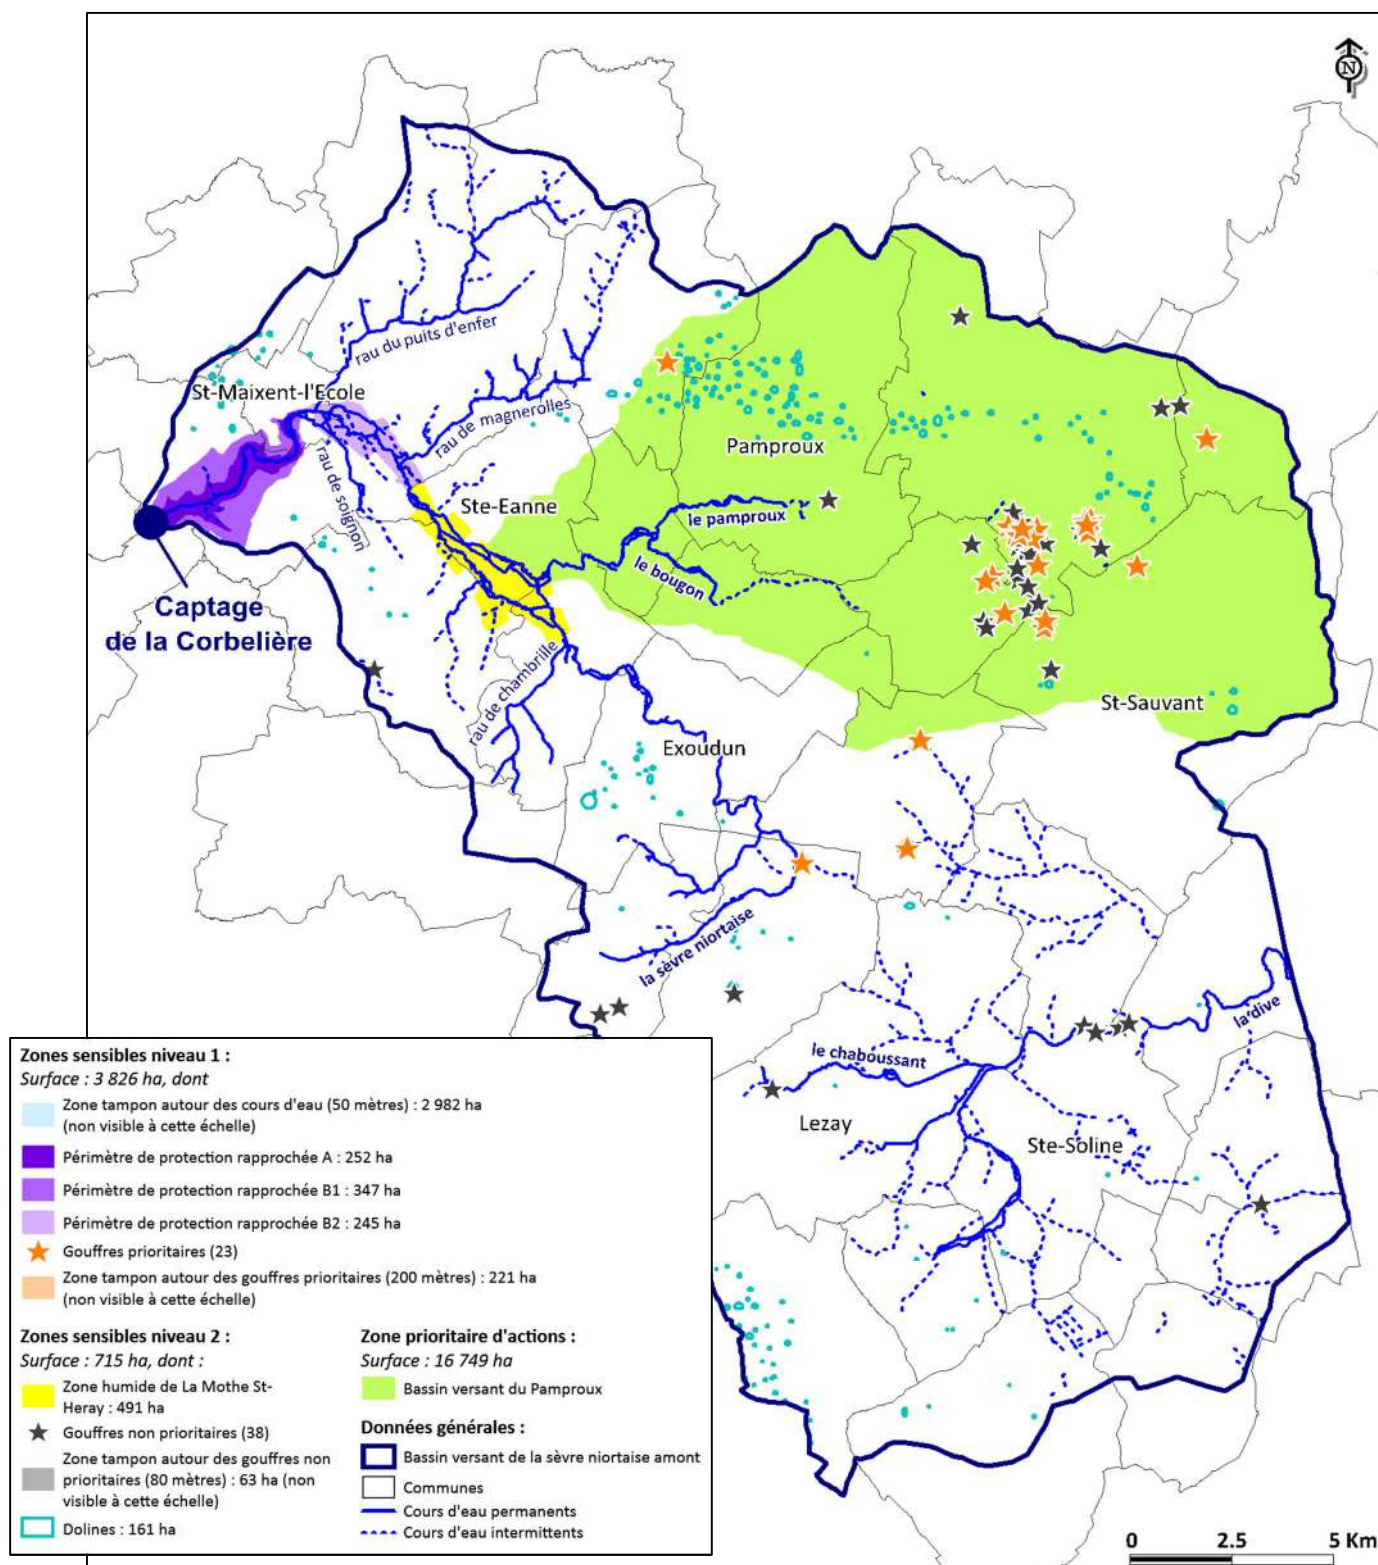 N
rau du puits d'enfer
St-Maixent-l'Ecole
rau de magnerolles
Pamproux
rau de soignon
Ste-Eanne
le pamproux
le bougon
Captage
de la Corbelière
rau de chambrille
St-Sauvant
Exoudun
la sèvre niortaise
la dive
le chaboussant
Lezay
Ste-Soline
Zones sensibles niveau 1 :
Surface : 3 826 ha, dont
Zone tampon autour des cours d'eau (50 mètres) : 2 982 ha
(non visible à cette échelle)
Périmètre de protection rapprochée A : 252 ha
Périmètre de protection rapprochée B1 : 347 ha
Périmètre de protection rapprochée B2 : 245 ha
Gouffres prioritaires (23)
Zone tampon autour des gouffres prioritaires (200 mètres) : 221 ha
(non visible à cette échelle)
Zones sensibles niveau 2 :
Surface : 715 ha, dont :
Zone humide de La Mothe St-
Heray : 491 ha
Gouffres non prioritaires (38)
Zone tampon autour des gouffres non
prioritaires (80 mètres) : 63 ha (non
visible à cette échelle)
Dolines : 161 ha
Zone prioritaire d'actions :
Surface : 16 749 ha
Bassin versant du Pamproux
Données générales :
Bassin versant de la sèvre niortaise amont
Communes
Cours d'eau permanents
Cours d'eau intermittents
0 2.5 5 Km